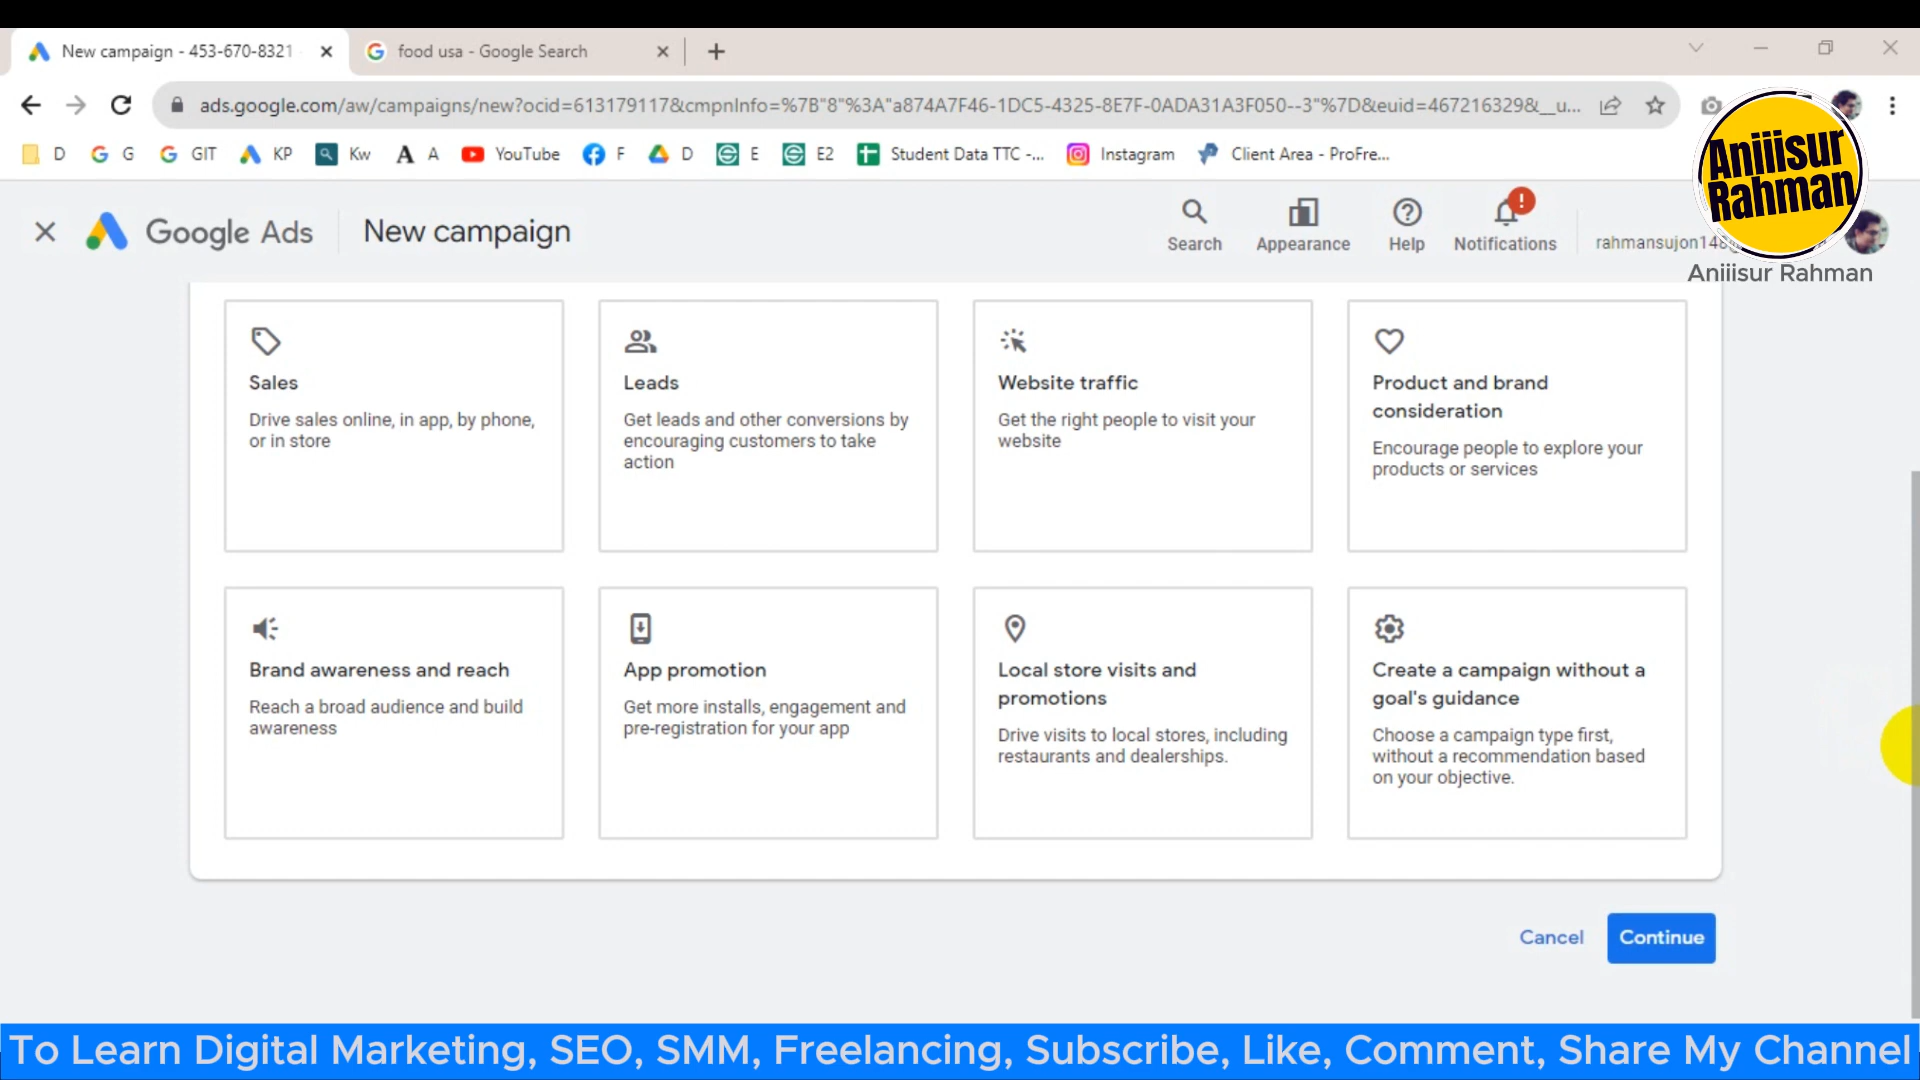 New campaign - 453-670-8321
food usa - Google Search
ads.google.com/aw/campaigns/new?ocid=613179117&cmpnInfo=%7B"8"%3A"a874A7F46-1DC5-4325-8E7F-0ADA31A3F050--3"%7D&euid=467216329&__u...
D G GIT KP Kw A YouTube F D E E2 Student Data TTC -... Instagram Client Area - ProFre...
Aniiisur
Rahman
Google Ads New campaign
Search Appearance Help Notifications
rahmansujon148
Aniiisur Rahman
Sales
Drive sales online, in app, by phone,
or in store
Leads
Get leads and other conversions by
encouraging customers to take
action
Website traffic
Get the right people to visit your
website
Product and brand
consideration
Encourage people to explore your
products or services
Brand awareness and reach
Reach a broad audience and build
awareness
App promotion
Get more installs, engagement and
pre-registration for your app
Local store visits and
promotions
Drive visits to local stores, including
restaurants and dealerships.
Create a campaign without a
goal's guidance
Choose a campaign type first,
without a recommendation based
on your objective.
Cancel Continue
To Learn Digital Marketing, SEO, SMM, Freelancing, Subscribe, Like, Comment, Share My Channel